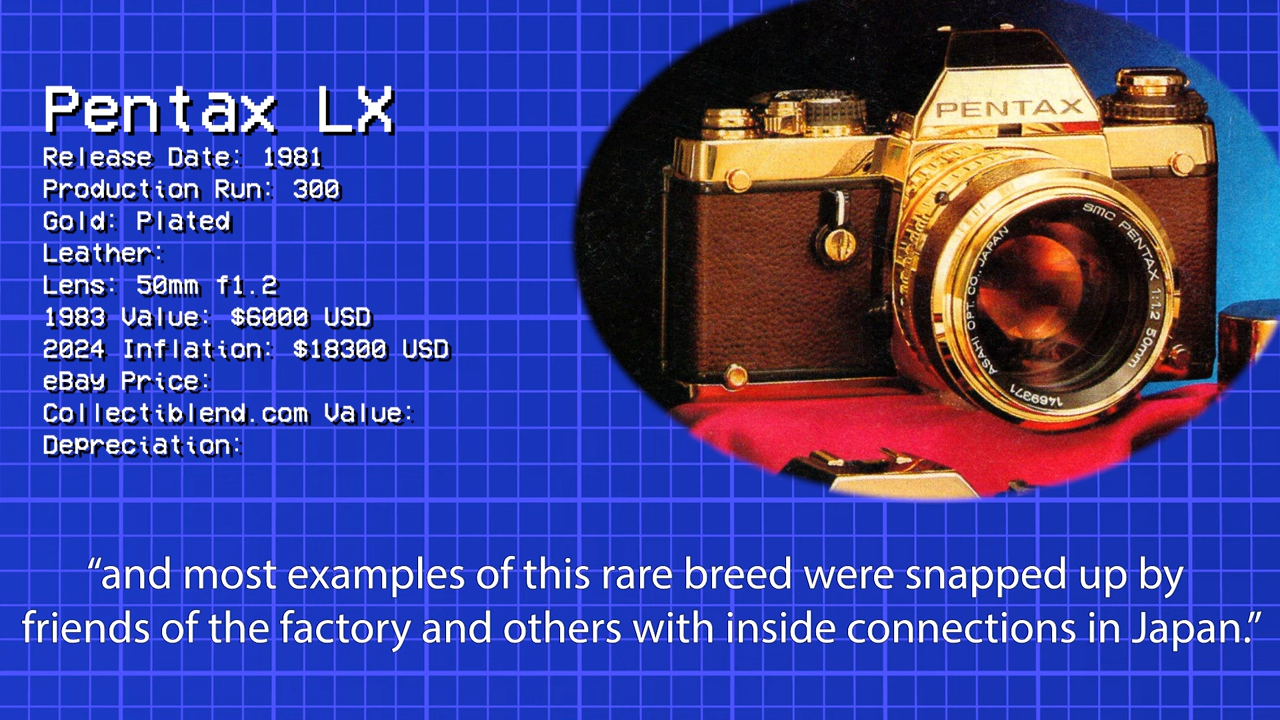 Pentax LX
Release Date: 1981
Production Run: 300
Gold: Plated
Leather:
Lens: 50mm f1.2
1983 Value: $6000 USD
2024 Inflation: $18300 USD
eBay Price:
Collectiblend.com Value:
Depreciation:
PENTAX
SMC PENTAX 1:1.2 50mm
1469371
ASAHI OPT. CO., JAPAN
“and most examples of this rare breed were snapped up by
friends of the factory and others with inside connections in Japan.”